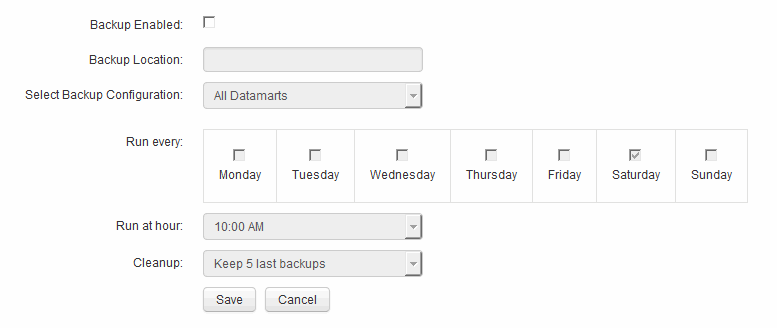 Backup Enabled:
Backup Location:
Select Backup Configuration: All Datamarts
Run every:
Monday Tuesday Wednesday Thursday Friday Saturday Sunday
Run at hour: 10:00 AM
Cleanup: Keep 5 last backups
Save Cancel